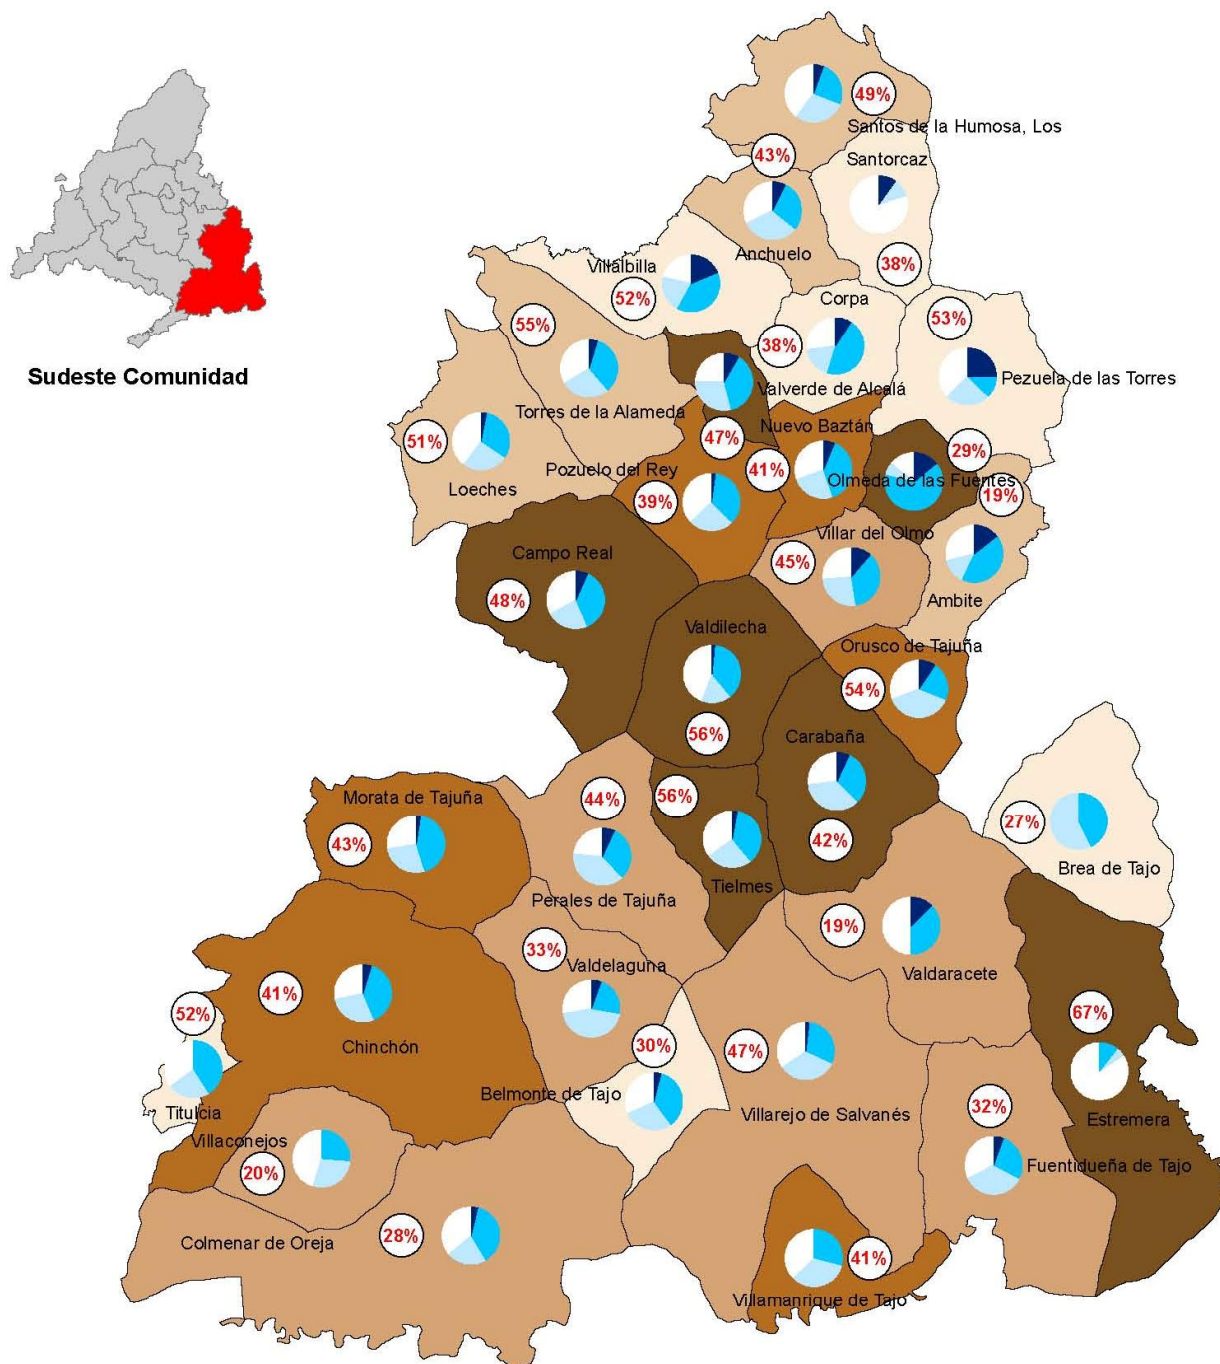 49%
Santos de la Humosa, Los
43%
Santorcaz
Anchuelo
38%
Villalbilla
52%
Corpa
53%
55%
38%
Pezuela de las Torres
Valverde de Alcalá
Torres de la Alameda
Nuevo Baztán
47%
51%
29%
41%
Pozuelo del Rey
Olmeda de las Fuentes
Loeches
39%
19%
Villar del Olmo
Campo Real
45%
48%
Ambite
Valdilecha
Orusco de Tajuña
54%
56%
Carabaña
Morata de Tajuña
44%
56%
27%
43%
42%
Brea de Tajo
Tielmes
Perales de Tajuña
19%
33%
Valdelaguna
Valdaracete
41%
52%
67%
Chinchón
30%
47%
Belmonte de Tajo
Titulcia
Villarejo de Salvanés
32%
Estremera
Villaconejos
20%
Fuentidueña de Tajo
28%
Colmenar de Oreja
41%
Villamanrique de Tajo
Sudeste Comunidad